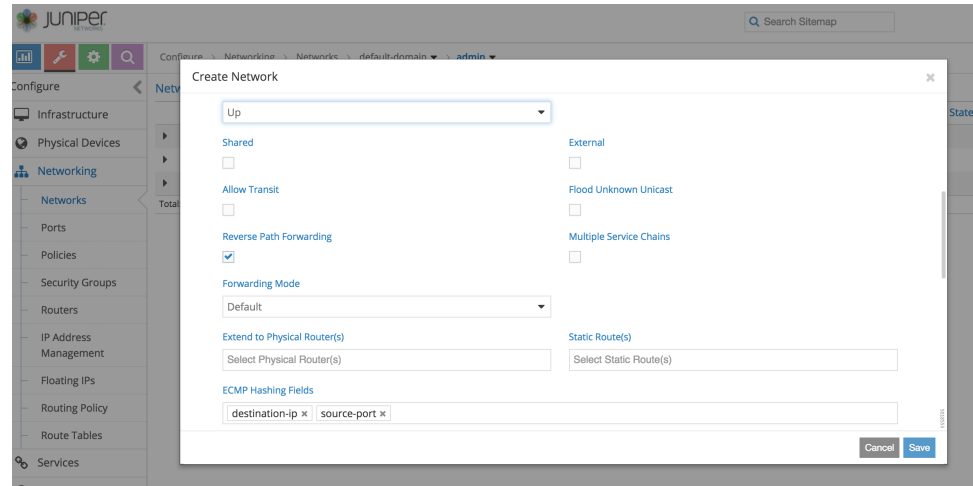 JUNIPER
NETWORKS
Search Sitemap
Configure > Networking > Networks > default-domain > admin
Configure
Netw
State
Infrastructure
Physical Devices
Networking
Networks
Total:
Ports
Policies
Security Groups
Routers
IP Address
Management
Floating IPs
Routing Policy
Route Tables
Services
Create Network
Up
Shared
External
Allow Transit
Flood Unknown Unicast
Reverse Path Forwarding
Multiple Service Chains
Forwarding Mode
Default
Extend to Physical Router(s)
Static Route(s)
Select Physical Router(s)
Select Static Route(s)
ECMP Hashing Fields
destination-ip × source-port ×
Cancel
Save